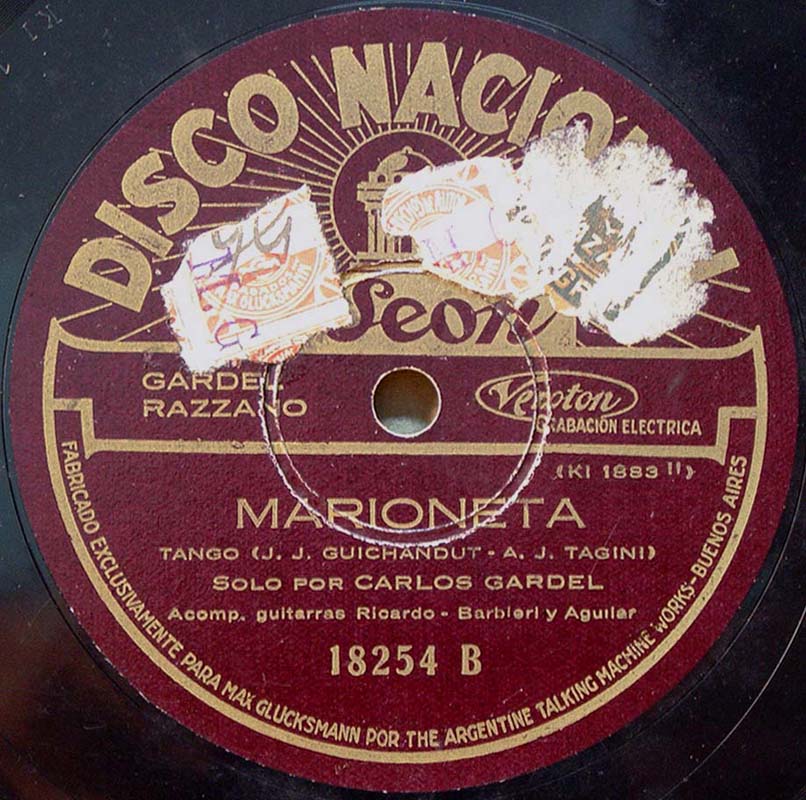 DISCO NACIO
GARDEL
RAZZANO
Veroton
GRABACIÓN ELECTRICA
(KI 1883 II)
MARIONETA
TANGO (J. J. GUICHANDUT - A. J. TAGINI)
SOLO POR CARLOS GARDEL
Acomp. guitarras Ricardo - Barbieri y Aguilar
18254 B
FABRICADO EXCLUSIVAMENTE PARA MAX GLUCKSMANN POR THE ARGENTINE TALKING MACHINE WORKS-BUENOS AIRES